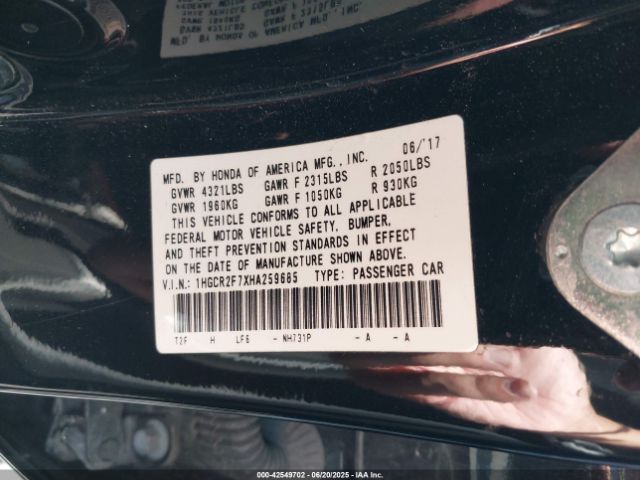 MFD. BY HONDA OF AMERICA MFG., INC. 06/'17
GVWR 4321LBS GAWR F 2315LBS R 2050LBS
GVWR 1960KG GAWR F 1050KG R 930KG
THIS VEHICLE CONFORMS TO ALL APPLICABLE
FEDERAL MOTOR VEHICLE SAFETY, BUMPER,
AND THEFT PREVENTION STANDARDS IN EFFECT
ON THE DATE OF MANUFACTURE SHOWN ABOVE.
V.I.N.: 1HGCR2F7XHA259685 TYPE: PASSENGER CAR
T2F H LF6 - NH731P - A - A
00-42549702 - 06/20/2025 - IAA Inc.